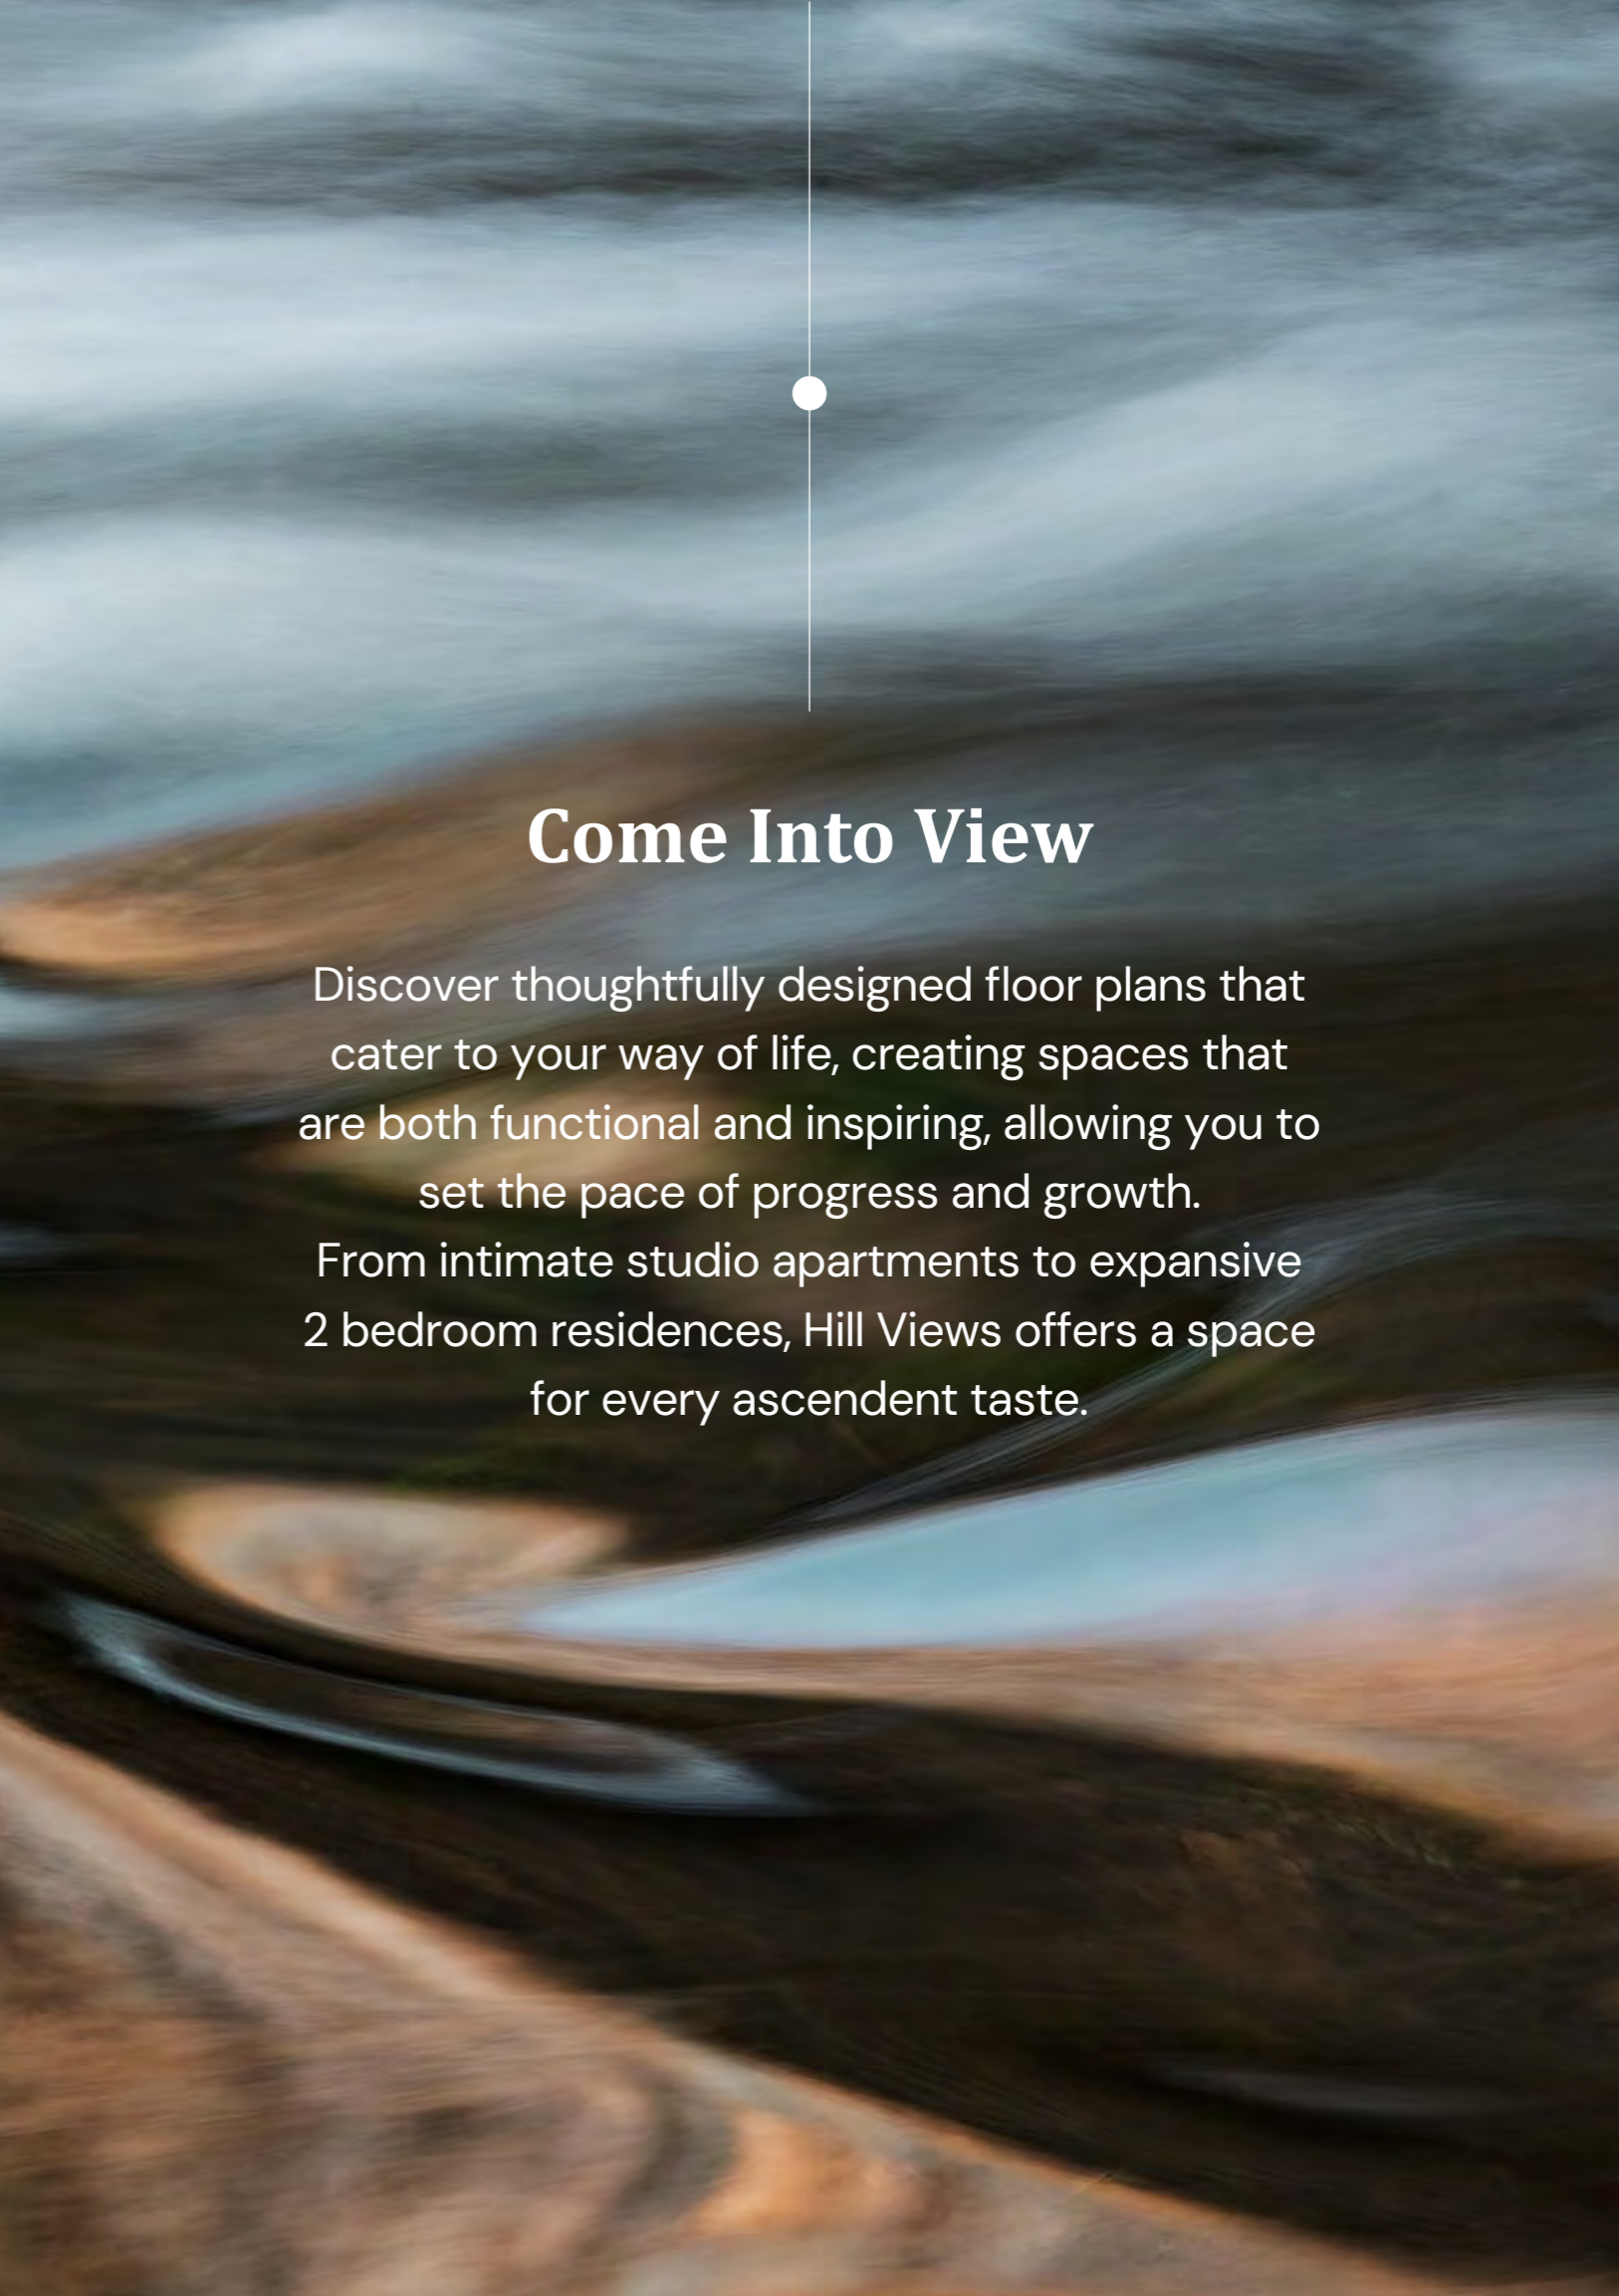 Come Into View
Discover thoughtfully designed floor plans that
cater to your way of life, creating spaces that
are both functional and inspiring, allowing you to
set the pace of progress and growth.
From intimate studio apartments to expansive
2 bedroom residences, Hill Views offers a space
for every ascendent taste.